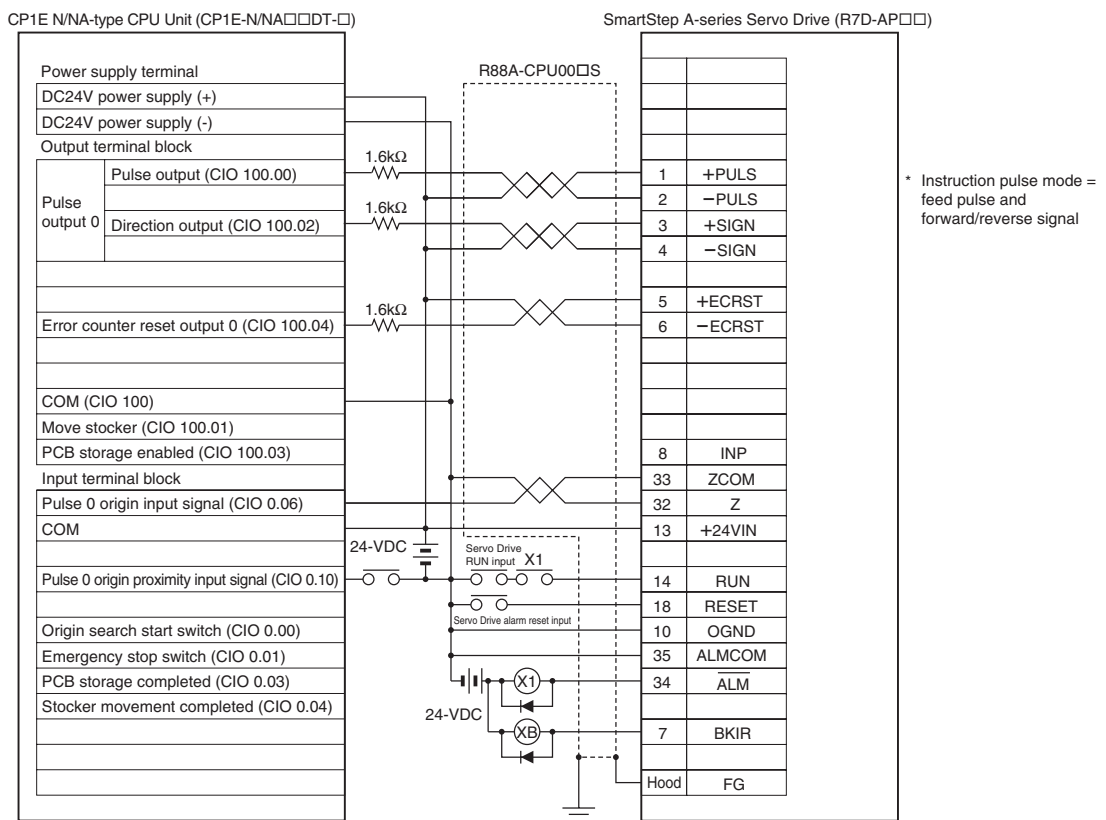 CP1E N/NA-type CPU Unit (CP1E-N/NA□□DT-□)
SmartStep A-series Servo Drive (R7D-AP□□)
Power supply terminal
R88A-CPU00□S
DC24V power supply (+)
DC24V power supply (-)
Output terminal block
Pulse output 0
Pulse output (CIO 100.00)
1.6kΩ
1 +PULS
2 −PULS
Direction output (CIO 100.02)
1.6kΩ
3 +SIGN
4 −SIGN
* Instruction pulse mode =
feed pulse and
forward/reverse signal
5 +ECRST
Error counter reset output 0 (CIO 100.04)
1.6kΩ
6 −ECRST
COM (CIO 100)
Move stocker (CIO 100.01)
PCB storage enabled (CIO 100.03)
8 INP
Input terminal block
33 ZCOM
Pulse 0 origin input signal (CIO 0.06)
32 Z
COM
13 +24VIN
24-VDC
Servo Drive
RUN input
X1
Pulse 0 origin proximity input signal (CIO 0.10)
14 RUN
18 RESET
Servo Drive alarm reset input
Origin search start switch (CIO 0.00)
10 OGND
Emergency stop switch (CIO 0.01)
35 ALMCOM
PCB storage completed (CIO 0.03)
X1
34 ALM
Stocker movement completed (CIO 0.04)
24-VDC
XB
7 BKIR
Hood FG